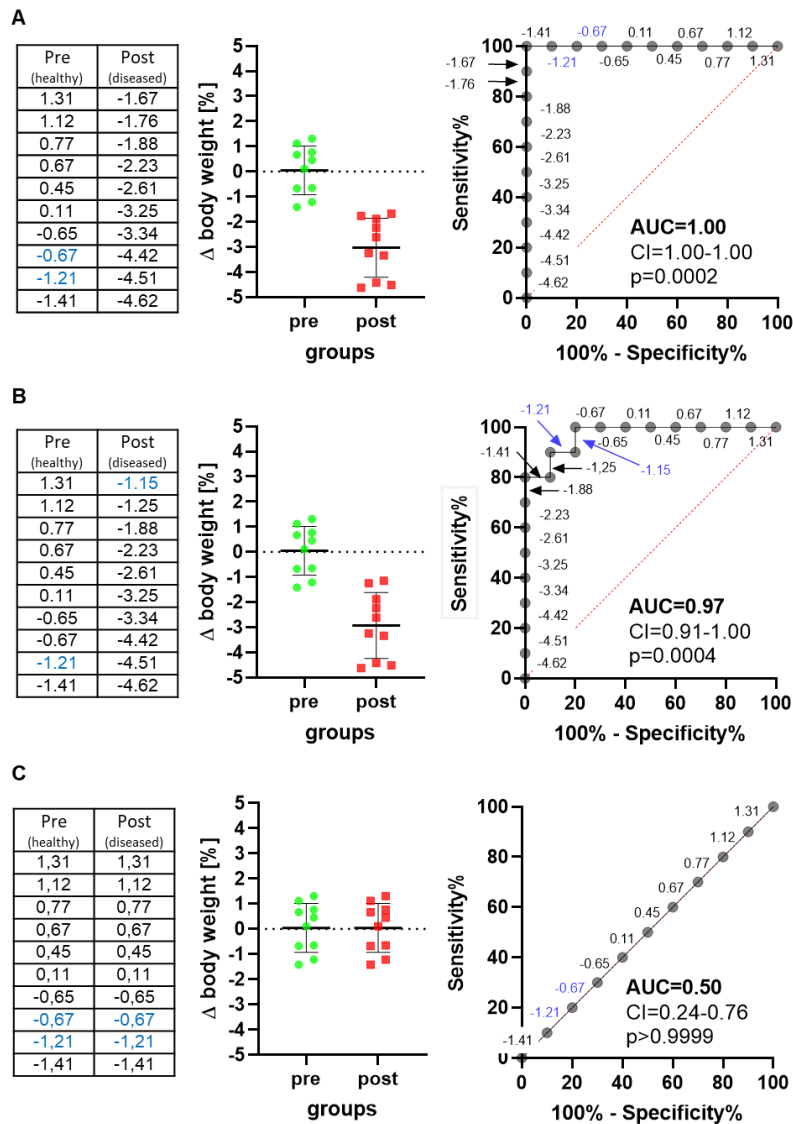 A
Pre Post
(healthy) (diseased)
1.31 -1.67
1.12 -1.76
0.77 -1.88
0.67 -2.23
0.45 -2.61
0.11 -3.25
-0.65 -3.34
-0.67 -4.42
-1.21 -4.51
-1.41 -4.62
Δ body weight [%]
5
4
3
2
1
0
-1
-2
-3
-4
-5
pre post
groups
Sensitivity%
100
80
60
40
20
0
-1.41 -0.67 0.11 0.67 1.12
-1.21 -0.65 0.45 0.77 1.31
-1.67
-1.76
-1.88
-2.23
-2.61
-3.25
-3.34
-4.42
-4.51
-4.62
AUC=1.00
CI=1.00-1.00
p=0.0002
0 20 40 60 80 100
100% - Specificity%
B
Pre Post
(healthy) (diseased)
1.31 -1.15
1.12 -1.25
0.77 -1.88
0.67 -2.23
0.45 -2.61
0.11 -3.25
-0.65 -3.34
-0.67 -4.42
-1.21 -4.51
-1.41 -4.62
Δ body weight [%]
5
4
3
2
1
0
-1
-2
-3
-4
-5
pre post
groups
Sensitivity%
100
80
60
40
20
0
-1.21 -0.67 0.11 0.67 1.12
-0.65 0.45 0.77 1.31
-1.41
-1,25
-1.15
-1.88
-2.23
-2.61
-3.25
-3.34
-4.42
-4.51
-4.62
AUC=0.97
CI=0.91-1.00
p=0.0004
0 20 40 60 80 100
100% - Specificity%
C
Pre Post
(healthy) (diseased)
1,31 1,31
1,12 1,12
0,77 0,77
0,67 0,67
0,45 0,45
0,11 0,11
-0,65 -0,65
-0,67 -0,67
-1,21 -1,21
-1,41 -1,41
Δ body weight [%]
5
4
3
2
1
0
-1
-2
-3
-4
-5
pre post
groups
Sensitivity%
100
80
60
40
20
0
1.31
1.12
0.77
0.67
0.45
0.11
-0.65
-0.67
-1.21
-1.41
AUC=0.50
CI=0.24-0.76
p>0.9999
0 20 40 60 80 100
100% - Specificity%